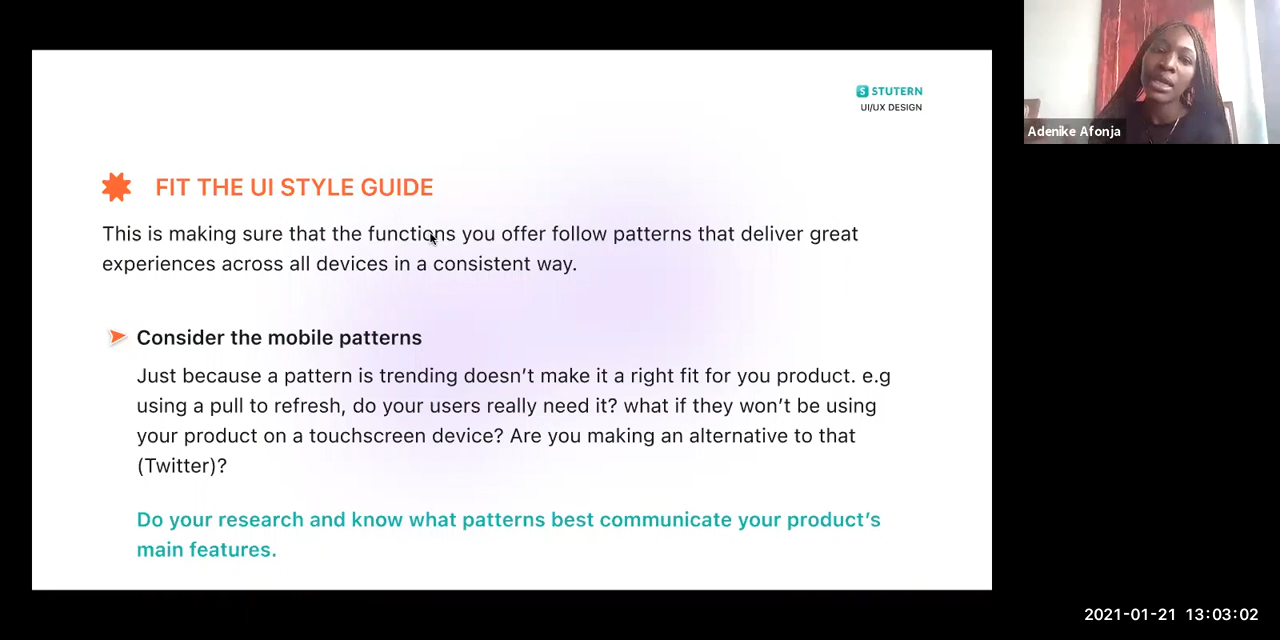 STUTERN
UI/UX DESIGN
Adenike Afonja
FIT THE UI STYLE GUIDE
This is making sure that the functions you offer follow patterns that deliver great
experiences across all devices in a consistent way.
Consider the mobile patterns
Just because a pattern is trending doesn’t make it a right fit for you product. e.g
using a pull to refresh, do your users really need it? what if they won’t be using
your product on a touchscreen device? Are you making an alternative to that
(Twitter)?
Do your research and know what patterns best communicate your product’s
main features.
2021-01-21 13:03:02